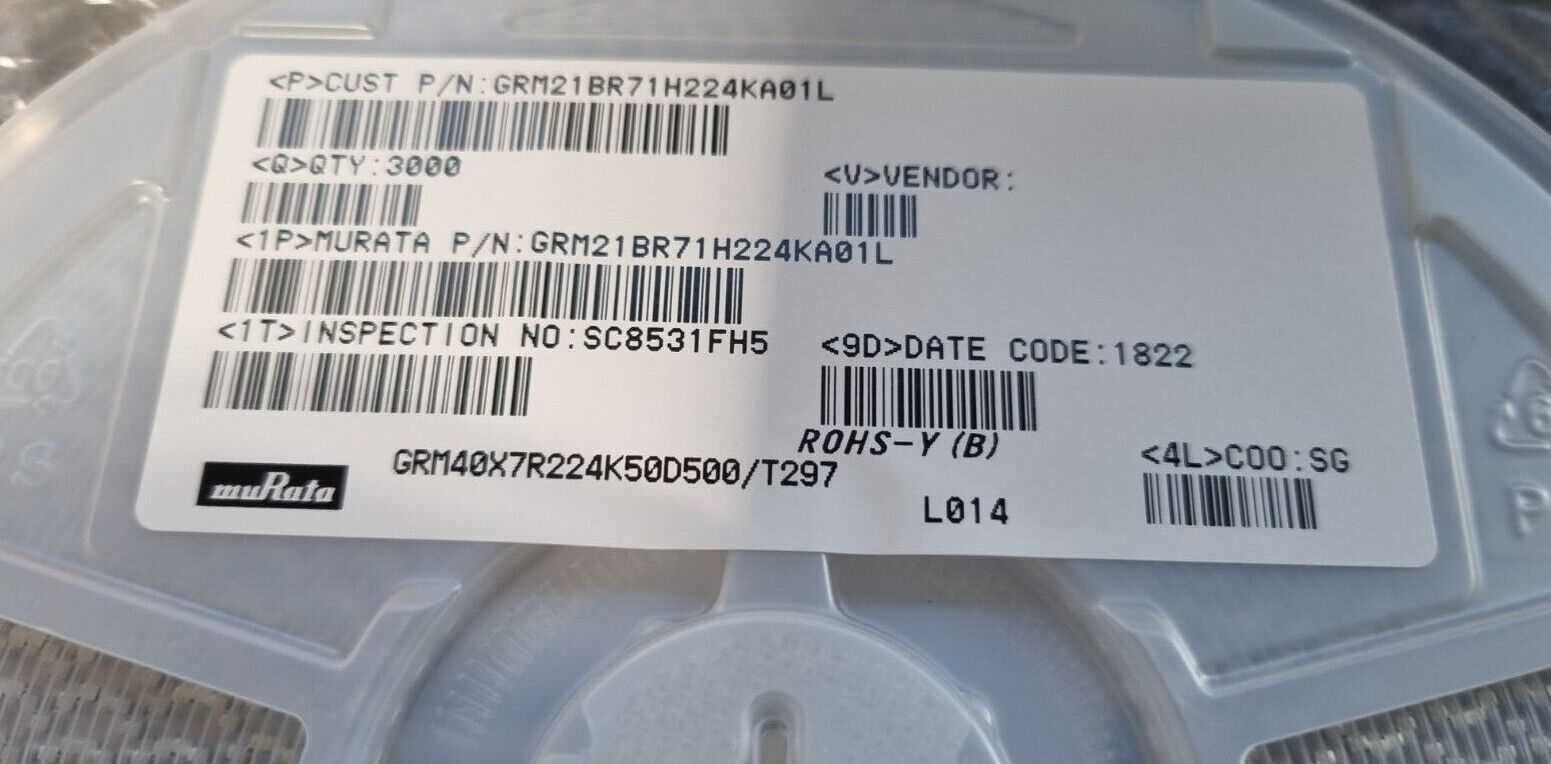 <P>CUST P/N:GRM21BR71H224KA01L
<Q>QTY:3000
<V>VENDOR:
<1P>MURATA P/N:GRM21BR71H224KA01L
<1T>INSPECTION NO:SC8531FH5
<9D>DATE CODE:1822
ROHS-Y(B)
<4L>COO:SG
muRata
GRM40X7R224K50D500/T297
L014